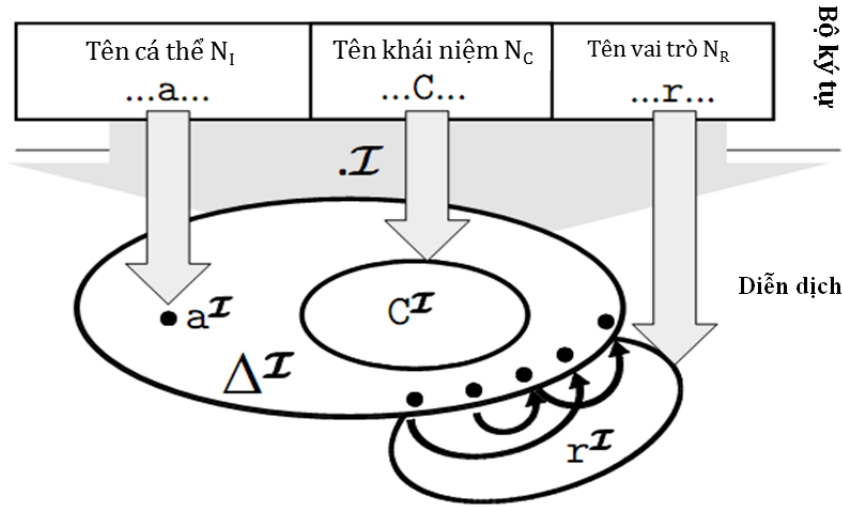 Tên cá thể N_I
...a...
Tên khái niệm N_C
...C...
Tên vai trò N_R
...r...
Bộ ký tự
.𝓘
Diễn dịch
a^𝓘
C^𝓘
Δ^𝓘
r^𝓘